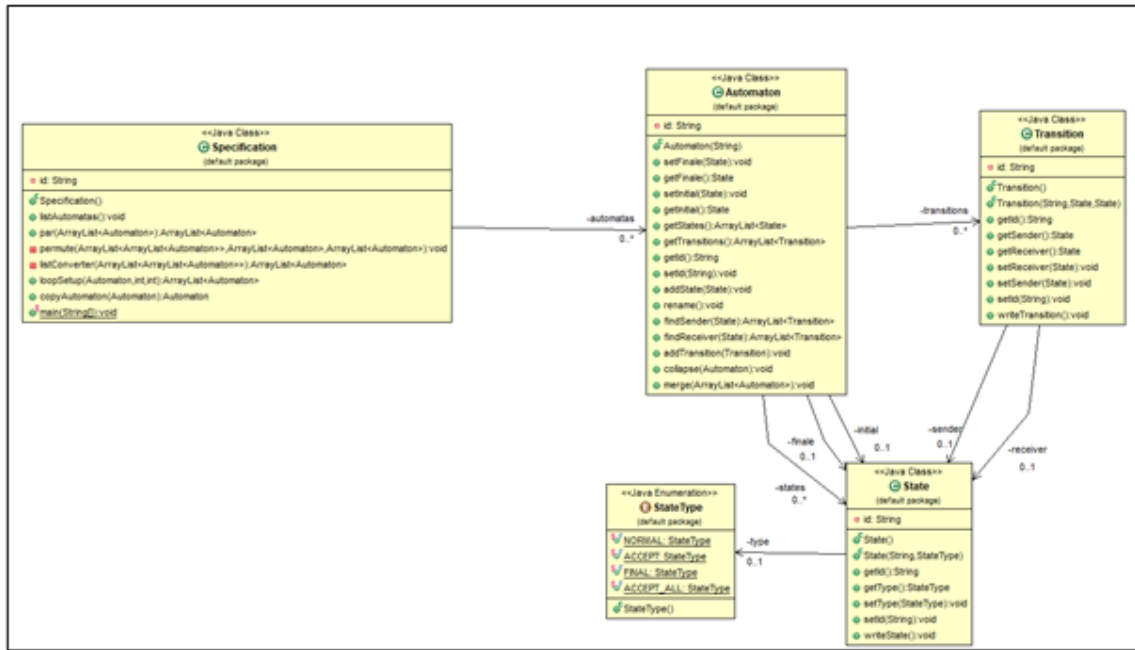 <<Java Class>>
Specification
(default package)
id: String
Specification()
listAutomatas():void
par(ArrayList<Automaton>):ArrayList<Automaton>
permute(ArrayList<ArrayList<Automaton>>,ArrayList<Automaton>,ArrayList<Automaton>):void
listConverter(ArrayList<ArrayList<Automaton>>):ArrayList<Automaton>
loopSetup(Automaton,int,int):ArrayList<Automaton>
copyAutomaton(Automaton):Automaton
main(String[]):void
-automatas
0..*
<<Java Class>>
Automaton
(default package)
id: String
Automaton(String)
setFinale(State):void
getFinale():State
setInitial(State):void
getInitial():State
getStates():ArrayList<State>
getTransitions():ArrayList<Transition>
getId():String
setId(String):void
addState(State):void
rename():void
findSender(State):ArrayList<Transition>
findReceiver(State):ArrayList<Transition>
addTransition(Transition):void
collapse(Automaton):void
merge(ArrayList<Automaton>):void
-transitions
0..*
<<Java Class>>
Transition
(default package)
Transition()
Transition(String,State,State)
getId():String
getSender():State
getReceiver():State
setReceiver(State):void
setSender(State):void
setId(String):void
writeTransition():void
-finale
0..1
-initial
0..1
-states
0..*
-sender
0..1
-receiver
0..1
<<Java Enumeration>>
StateType
(default package)
NORMAL: StateType
ACCEPT: StateType
FINAL: StateType
ACCEPT_ALL: StateType
StateType()
-type
0..1
<<Java Class>>
State
(default package)
id: String
State()
State(String,StateType)
getId():String
getType():StateType
setType(StateType):void
setId(String):void
writeState():void